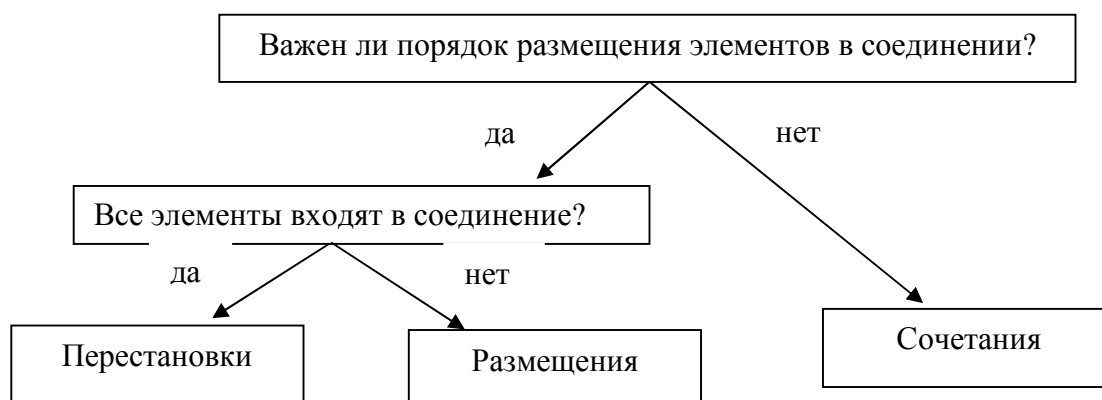 Важен ли порядок размещения элементов в соединении?
да
нет
Все элементы входят в соединение?
да
нет
Перестановки
Размещения
Сочетания